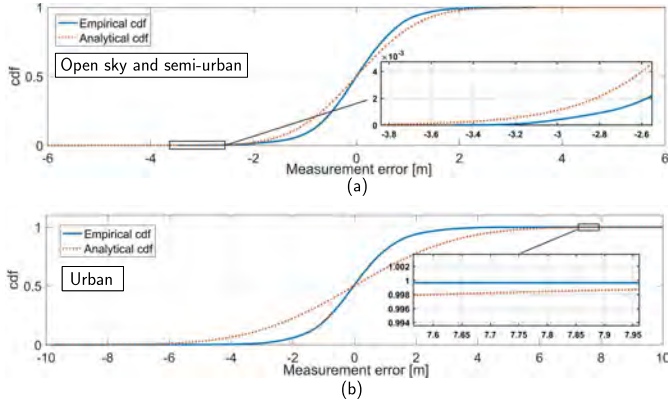 1
0.5
0
cdf
Empirical cdf
Analytical cdf
Open sky and semi-urban
×10⁻³
4
2
0
-3.8 -3.6 -3.4 -3.2 -3 -2.8 -2.6
-6 -4 -2 0 2 4 6
Measurement error [m]
(a)
1
0.5
0
cdf
Empirical cdf
Analytical cdf
Urban
1.002
1
0.998
0.996
0.994
7.6 7.65 7.7 7.75 7.8 7.85 7.9 7.95
-10 -8 -6 -4 -2 0 2 4 6 8 10
Measurement error [m]
(b)